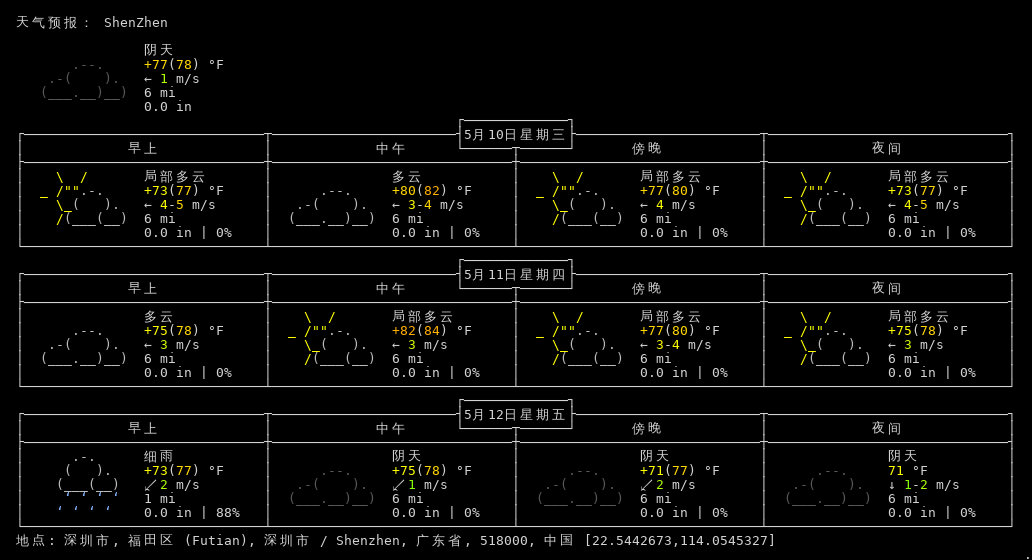 天气预报： ShenZhen
阴天
+77(78) °F
← 1 m/s
6 mi
0.0 in
5月10日星期三
早上 中午 傍晚 夜间
局部多云 多云 局部多云 局部多云
+73(77) °F +80(82) °F +77(80) °F +73(77) °F
← 4-5 m/s ← 3-4 m/s ← 4 m/s ← 4-5 m/s
6 mi 6 mi 6 mi 6 mi
0.0 in | 0% 0.0 in | 0% 0.0 in | 0% 0.0 in | 0%
5月11日星期四
早上 中午 傍晚 夜间
多云 局部多云 局部多云 局部多云
+75(78) °F +82(84) °F +77(80) °F +75(78) °F
← 3 m/s ← 3 m/s ← 3-4 m/s ← 3 m/s
6 mi 6 mi 6 mi 6 mi
0.0 in | 0% 0.0 in | 0% 0.0 in | 0% 0.0 in | 0%
5月12日星期五
早上 中午 傍晚 夜间
细雨 阴天 阴天 阴天
+73(77) °F +75(78) °F +71(77) °F 71 °F
↙ 2 m/s ↙ 1 m/s ↙ 2 m/s ↓ 1-2 m/s
1 mi 6 mi 6 mi 6 mi
0.0 in | 88% 0.0 in | 0% 0.0 in | 0% 0.0 in | 0%
地点: 深圳市, 福田区 (Futian), 深圳市 / Shenzhen, 广东省, 518000, 中国 [22.5442673,114.0545327]